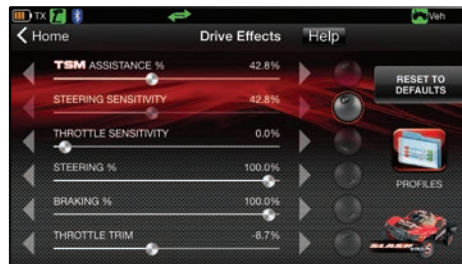 TX Veh
Home Drive Effects Help
TSM ASSISTANCE % 42.8%
STEERING SENSITIVITY 42.8%
THROTTLE SENSITIVITY 0.0%
STEERING % 100.0%
BRAKING % 100.0%
THROTTLE TRIM -8.7%
RESET TO
DEFAULTS
PROFILES
SLASH